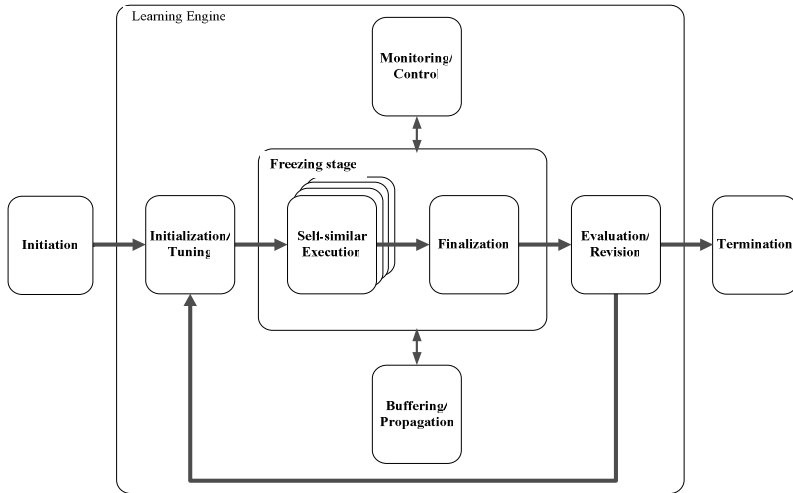 Learning Engine
Monitoring/
Control
Freezing stage
Initiation
Initialization/
Tuning
Self-similar
Execution
Finalization
Evaluation/
Revision
Termination
Buffering/
Propagation